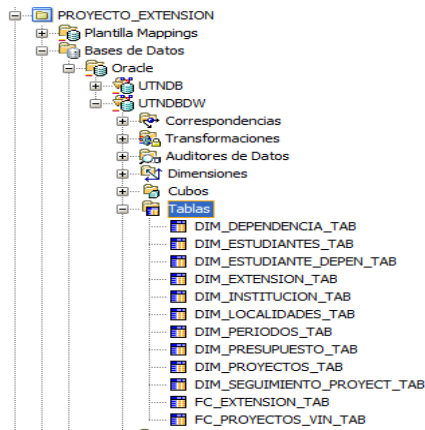 PROYECTO_EXTENSION
Plantilla Mappings
Bases de Datos
Oracle
UTNDB
UTNDBDW
Correspondencias
Transformaciones
Auditores de Datos
Dimensiones
Cubos
Tablas
DIM_DEPENDENCIA_TAB
DIM_ESTUDIANTES_TAB
DIM_ESTUDIANTE_DEPEN_TAB
DIM_EXTENSION_TAB
DIM_INSTITUCION_TAB
DIM_LOCALIDADES_TAB
DIM_PERIODOS_TAB
DIM_PRESUPUESTO_TAB
DIM_PROYECTOS_TAB
DIM_SEGUIMIENTO_PROYECT_TAB
FC_EXTENSION_TAB
FC_PROYECTOS_VIN_TAB